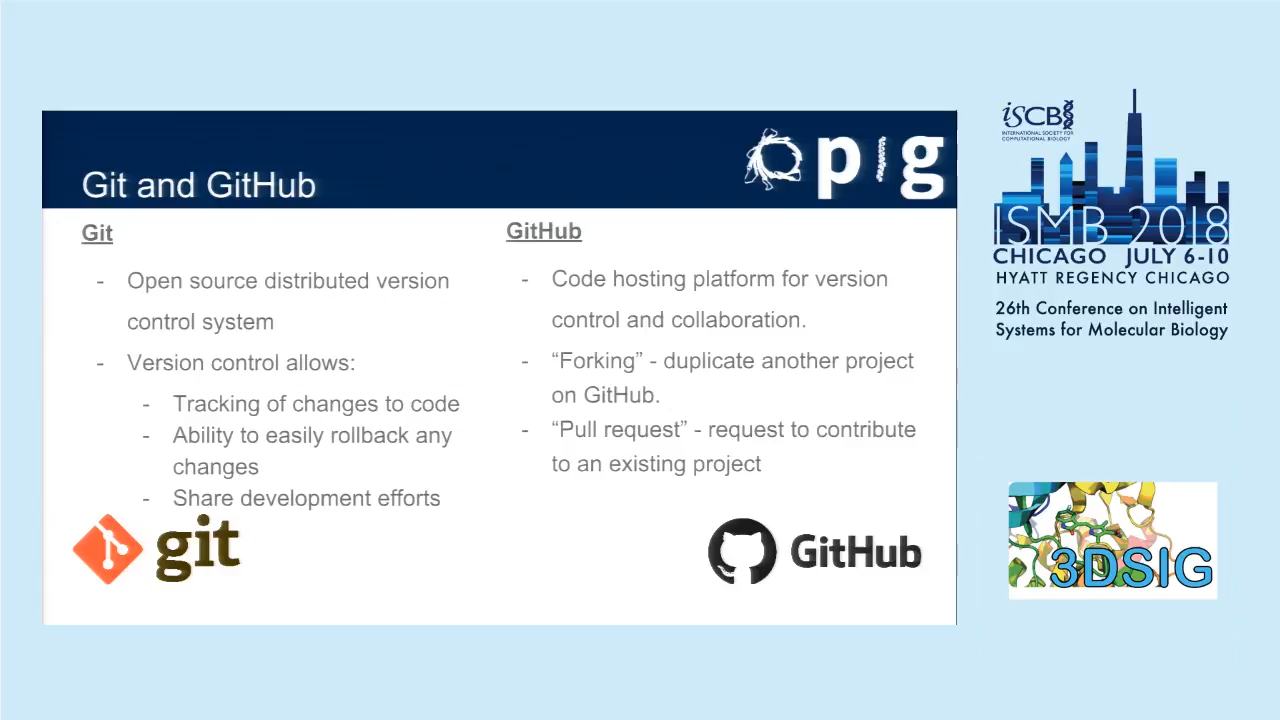 Git and GitHub
opig
Git
- Open source distributed version
control system
- Version control allows:
- Tracking of changes to code
- Ability to easily rollback any
changes
- Share development efforts
git
GitHub
- Code hosting platform for version
control and collaboration.
- “Forking” - duplicate another project
on GitHub.
- “Pull request” - request to contribute
to an existing project
GitHub
iSCB
INTERNATIONAL SOCIETY FOR
COMPUTATIONAL BIOLOGY
ISMB 2018
CHICAGO JULY 6-10
HYATT REGENCY CHICAGO
26th Conference on Intelligent
Systems for Molecular Biology
3DSIG